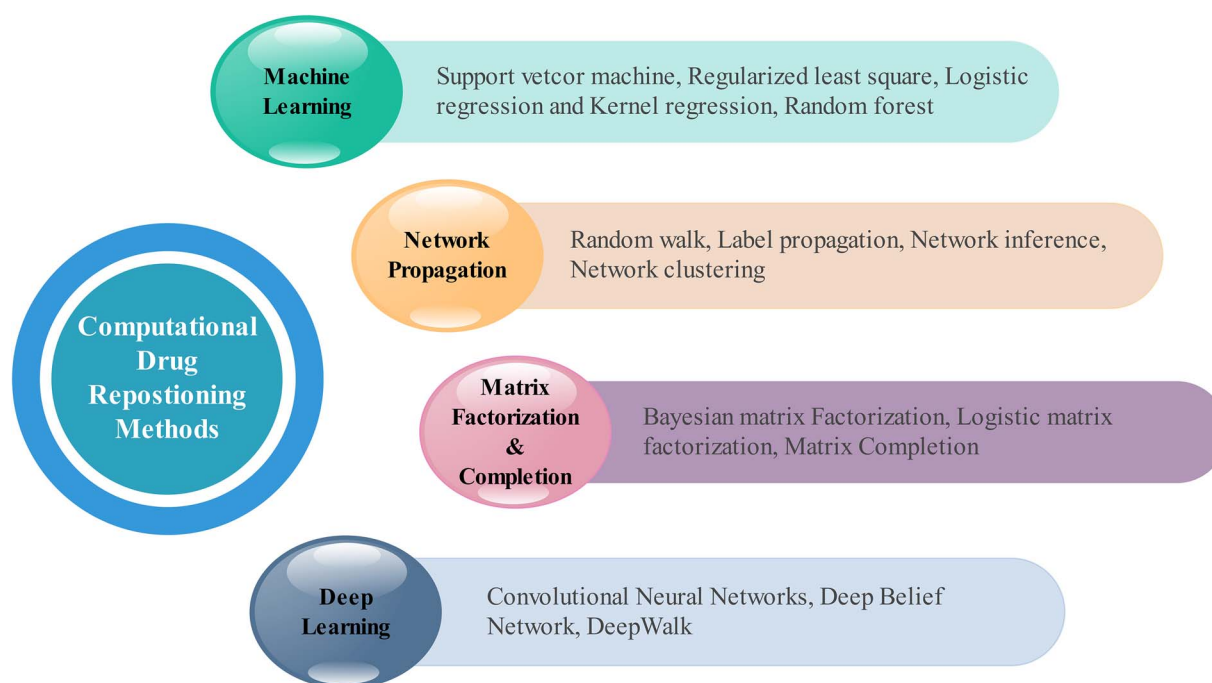 Machine
Learning
Support vetcor machine, Regularized least square, Logistic
regression and Kernel regression, Random forest
Network
Propagation
Random walk, Label propagation, Network inference,
Network clustering
Computational
Drug
Repostioning
Methods
Matrix
Factorization
&
Completion
Bayesian matrix Factorization, Logistic matrix
factorization, Matrix Completion
Deep
Learning
Convolutional Neural Networks, Deep Belief
Network, DeepWalk